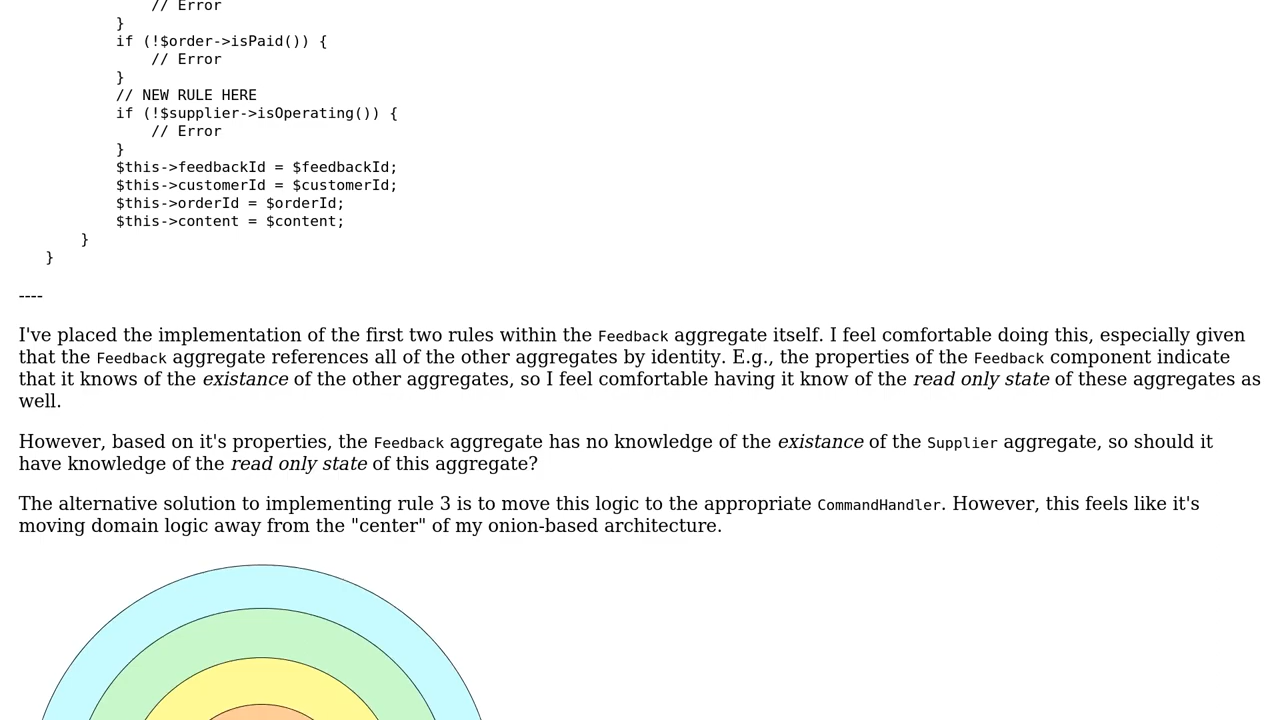 // Error
}
if (!$order->isPaid()) {
// Error
}
// NEW RULE HERE
if (!$supplier->isOperating()) {
// Error
}
$this->feedbackId = $feedbackId;
$this->customerId = $customerId;
$this->orderId = $orderId;
$this->content = $content;
}
}
----
I've placed the implementation of the first two rules within the Feedback aggregate itself. I feel comfortable doing this, especially given
that the Feedback aggregate references all of the other aggregates by identity. E.g., the properties of the Feedback component indicate
that it knows of the existance of the other aggregates, so I feel comfortable having it know of the read only state of these aggregates as
well.
However, based on it's properties, the Feedback aggregate has no knowledge of the existance of the Supplier aggregate, so should it
have knowledge of the read only state of this aggregate?
The alternative solution to implementing rule 3 is to move this logic to the appropriate CommandHandler. However, this feels like it's
moving domain logic away from the "center" of my onion-based architecture.